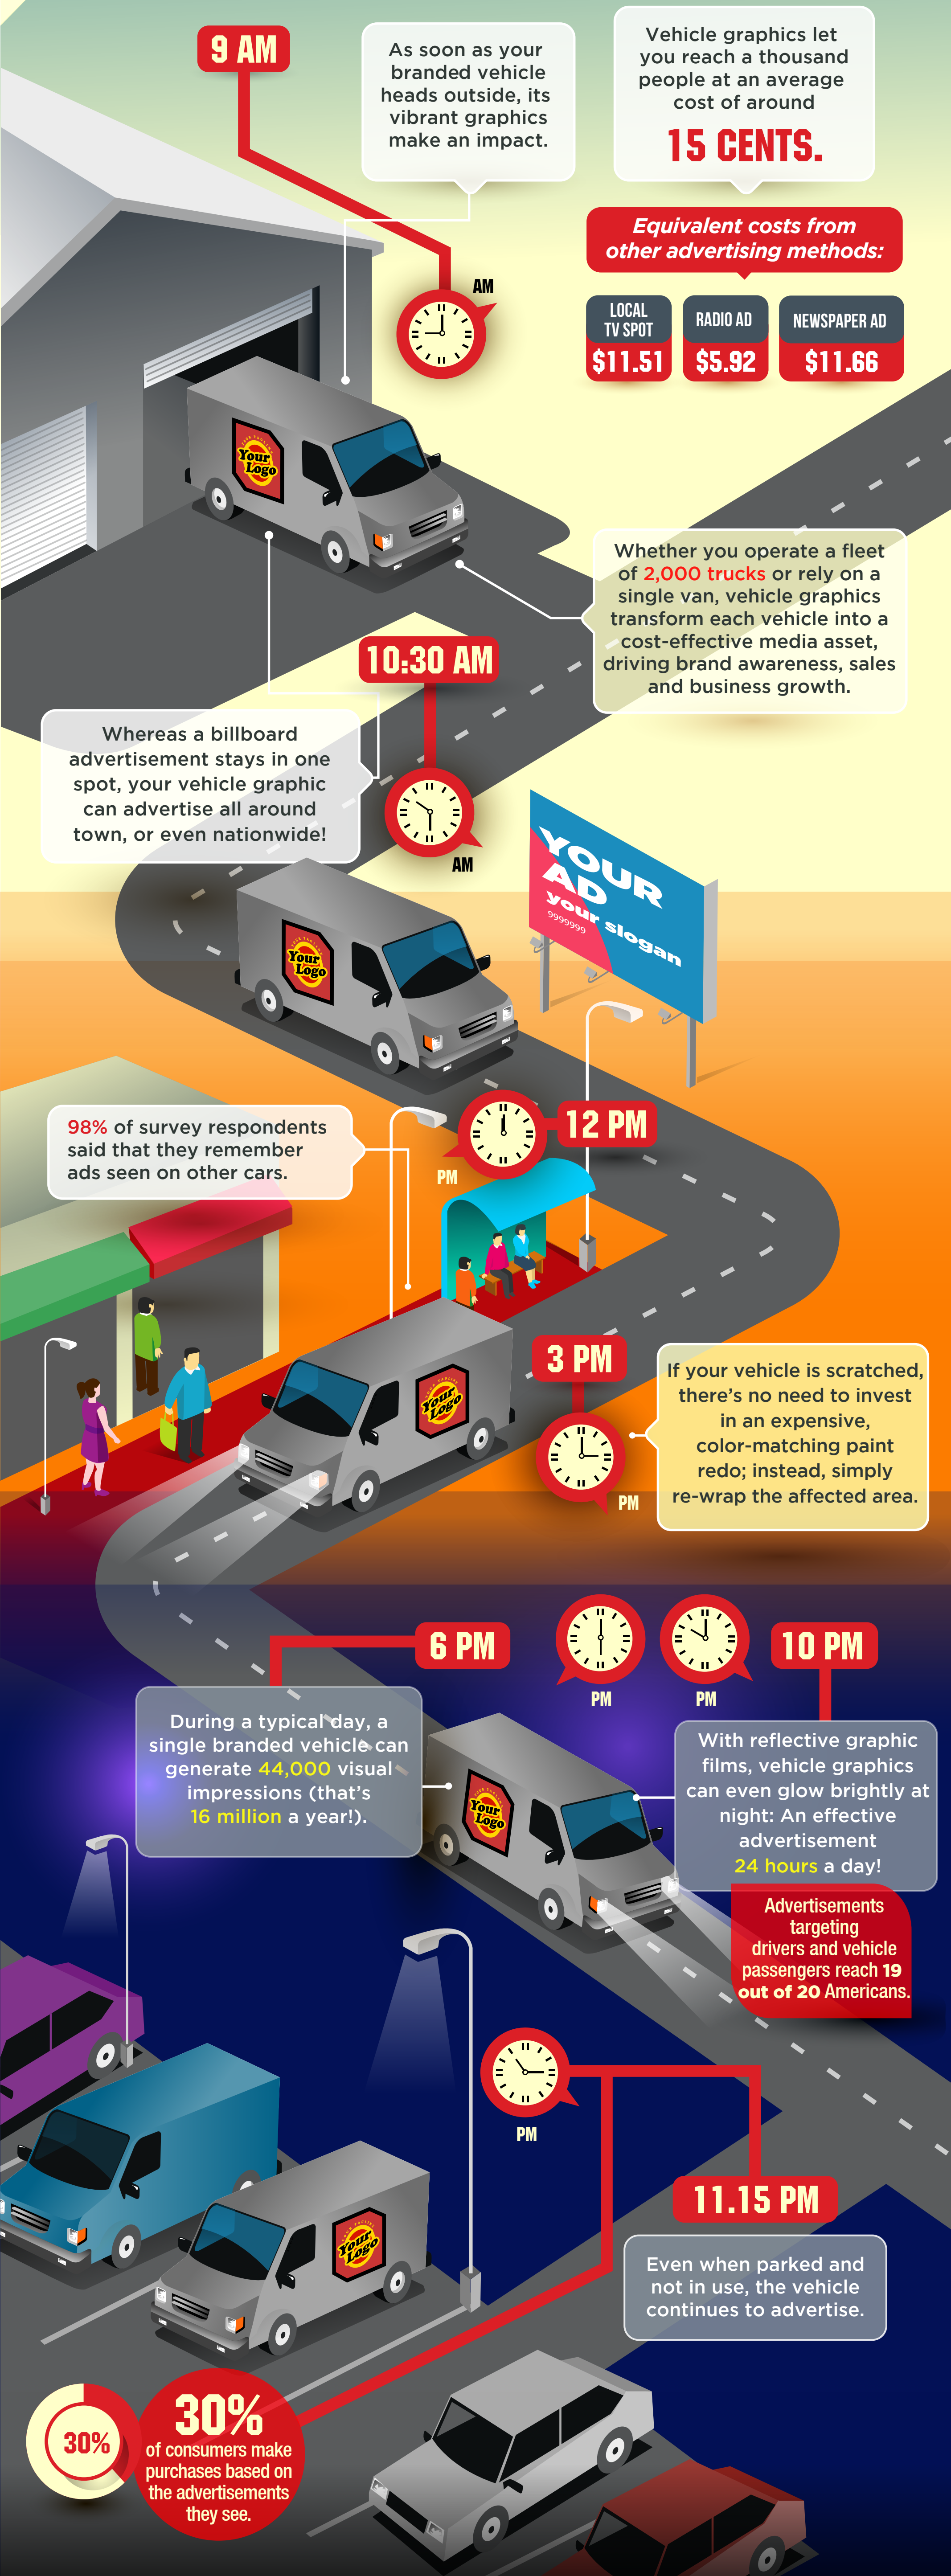 9 AM
As soon as your
branded vehicle
heads outside, its
vibrant graphics
make an impact.
Vehicle graphics let
you reach a thousand
people at an average
cost of around
15 CENTS.
Equivalent costs from
other advertising methods:
LOCAL
TV SPOT
$11.51
RADIO AD
$5.92
NEWSPAPER AD
$11.66
AM
YOUR TAGLINE
Your
Logo
Whether you operate a fleet
of 2,000 trucks or rely on a
single van, vehicle graphics
transform each vehicle into a
cost-effective media asset,
driving brand awareness, sales
and business growth.
10:30 AM
Whereas a billboard
advertisement stays in one
spot, your vehicle graphic
can advertise all around
town, or even nationwide!
AM
YOUR
AD
your slogan
9999999
YOUR TAGLINE
Your
Logo
12 PM
PM
98% of survey respondents
said that they remember
ads seen on other cars.
YOUR TAGLINE
Your
Logo
3 PM
PM
If your vehicle is scratched,
there's no need to invest
in an expensive,
color-matching paint
redo; instead, simply
re-wrap the affected area.
6 PM
PM
PM
10 PM
During a typical day, a
single branded vehicle can
generate 44,000 visual
impressions (that's
16 million a year!).
YOUR TAGLINE
Your
Logo
With reflective graphic
films, vehicle graphics
can even glow brightly at
night: An effective
advertisement
24 hours a day!
Advertisements
targeting
drivers and vehicle
passengers reach 19
out of 20 Americans.
PM
11.15 PM
Even when parked and
not in use, the vehicle
continues to advertise.
YOUR TAGLINE
Your
Logo
30%
30%
of consumers make
purchases based on
the advertisements
they see.